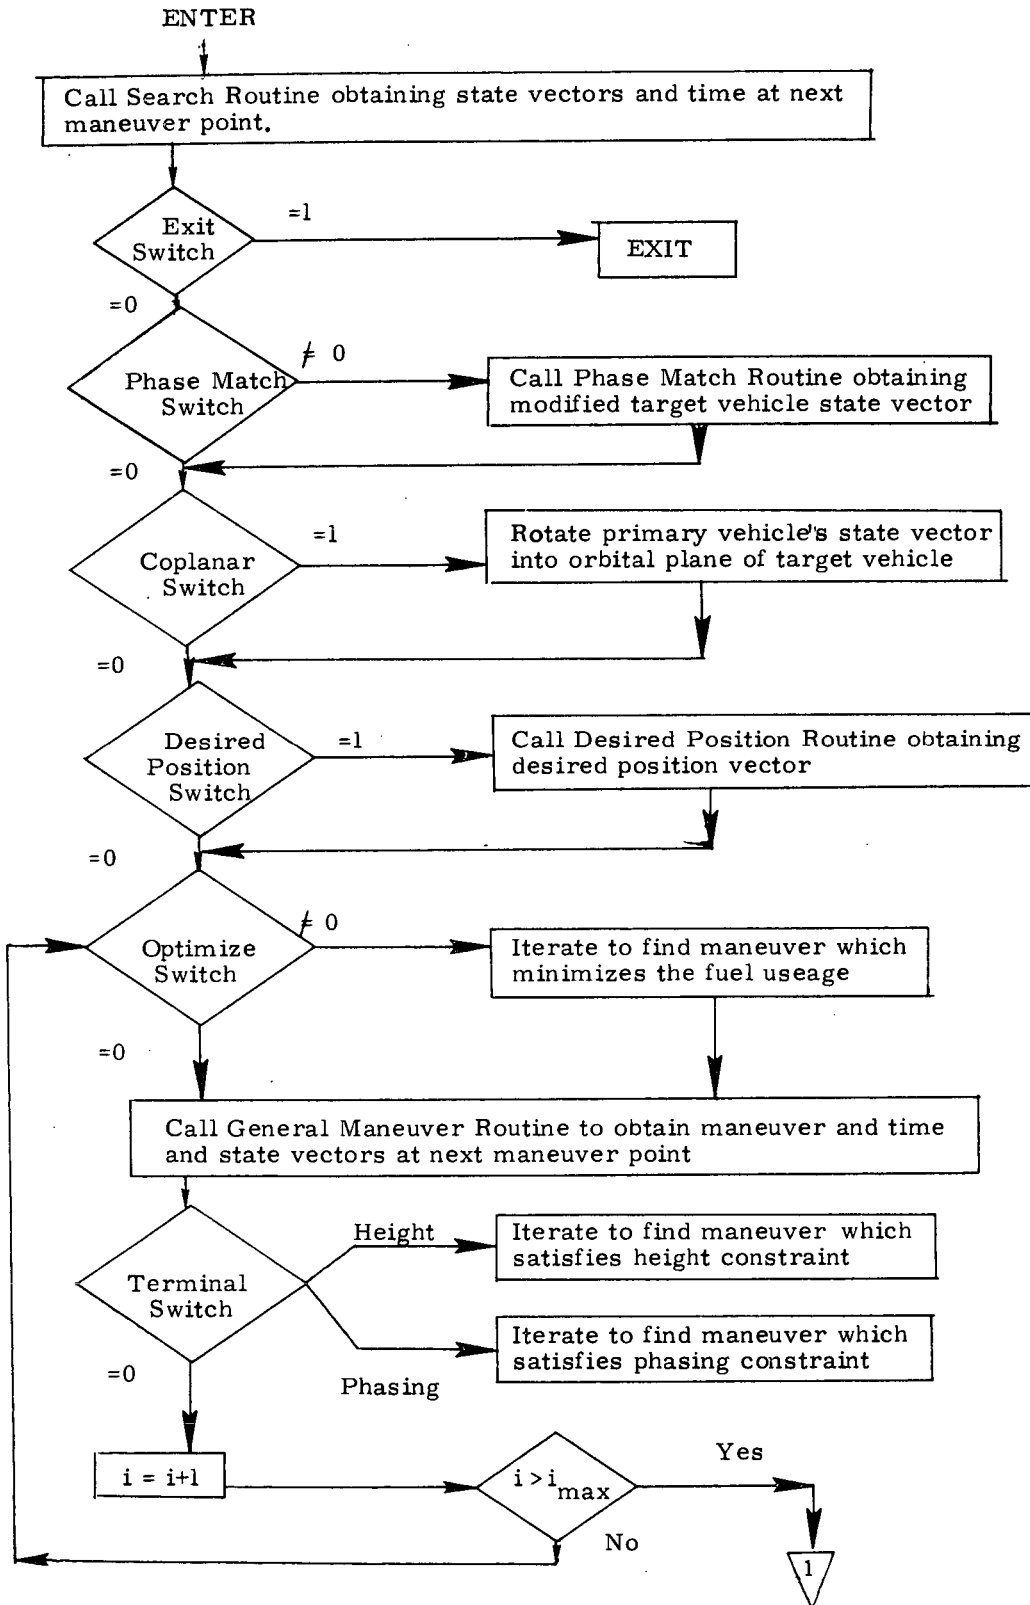 ENTER
Call Search Routine obtaining state vectors and time at next
maneuver point.
Exit
Switch
=1
EXIT
=0
Phase Match
Switch
≠ 0
Call Phase Match Routine obtaining
modified target vehicle state vector
=0
Coplanar
Switch
=1
Rotate primary vehicle's state vector
into orbital plane of target vehicle
=0
Desired
Position
Switch
=1
Call Desired Position Routine obtaining
desired position vector
=0
Optimize
Switch
≠ 0
Iterate to find maneuver which
minimizes the fuel useage
=0
Call General Maneuver Routine to obtain maneuver and time
and state vectors at next maneuver point
Terminal
Switch
Height
Iterate to find maneuver which
satisfies height constraint
Iterate to find maneuver which
satisfies phasing constraint
Phasing
=0
i = i+1
i > i max
Yes
No
1